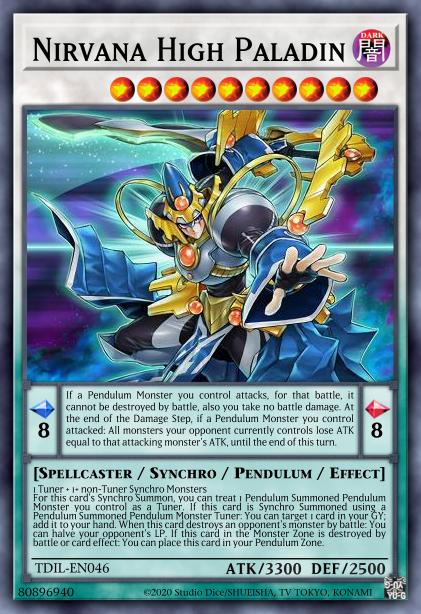 NIRVANA HIGH PALADIN
DARK
闇
If a Pendulum Monster you control attacks, for that battle, it
cannot be destroyed by battle, also you take no battle damage. At
the end of the Damage Step, if a Pendulum Monster you control
attacked: All monsters your opponent currently controls lose ATK
equal to that attacking monster's ATK, until the end of this turn.
8
8
[SPELLCASTER / SYNCHRO / PENDULUM / EFFECT]
1 Tuner + 1+ non-Tuner Synchro Monsters
For this card's Synchro Summon, you can treat 1 Pendulum Summoned Pendulum
Monster you control as a Tuner. If this card is Synchro Summoned using a
Pendulum Summoned Pendulum Monster Tuner: You can target 1 card in your GY;
add it to your hand. When this card destroys an opponent's monster by battle: You
can halve your opponent's LP. If this card in the Monster Zone is destroyed by
battle or card effect: You can place this card in your Pendulum Zone.
TDIL-EN046
ATK/3300 DEF/2500
80896940
©2020 Studio Dice/SHUEISHA, TV TOKYO, KONAMI